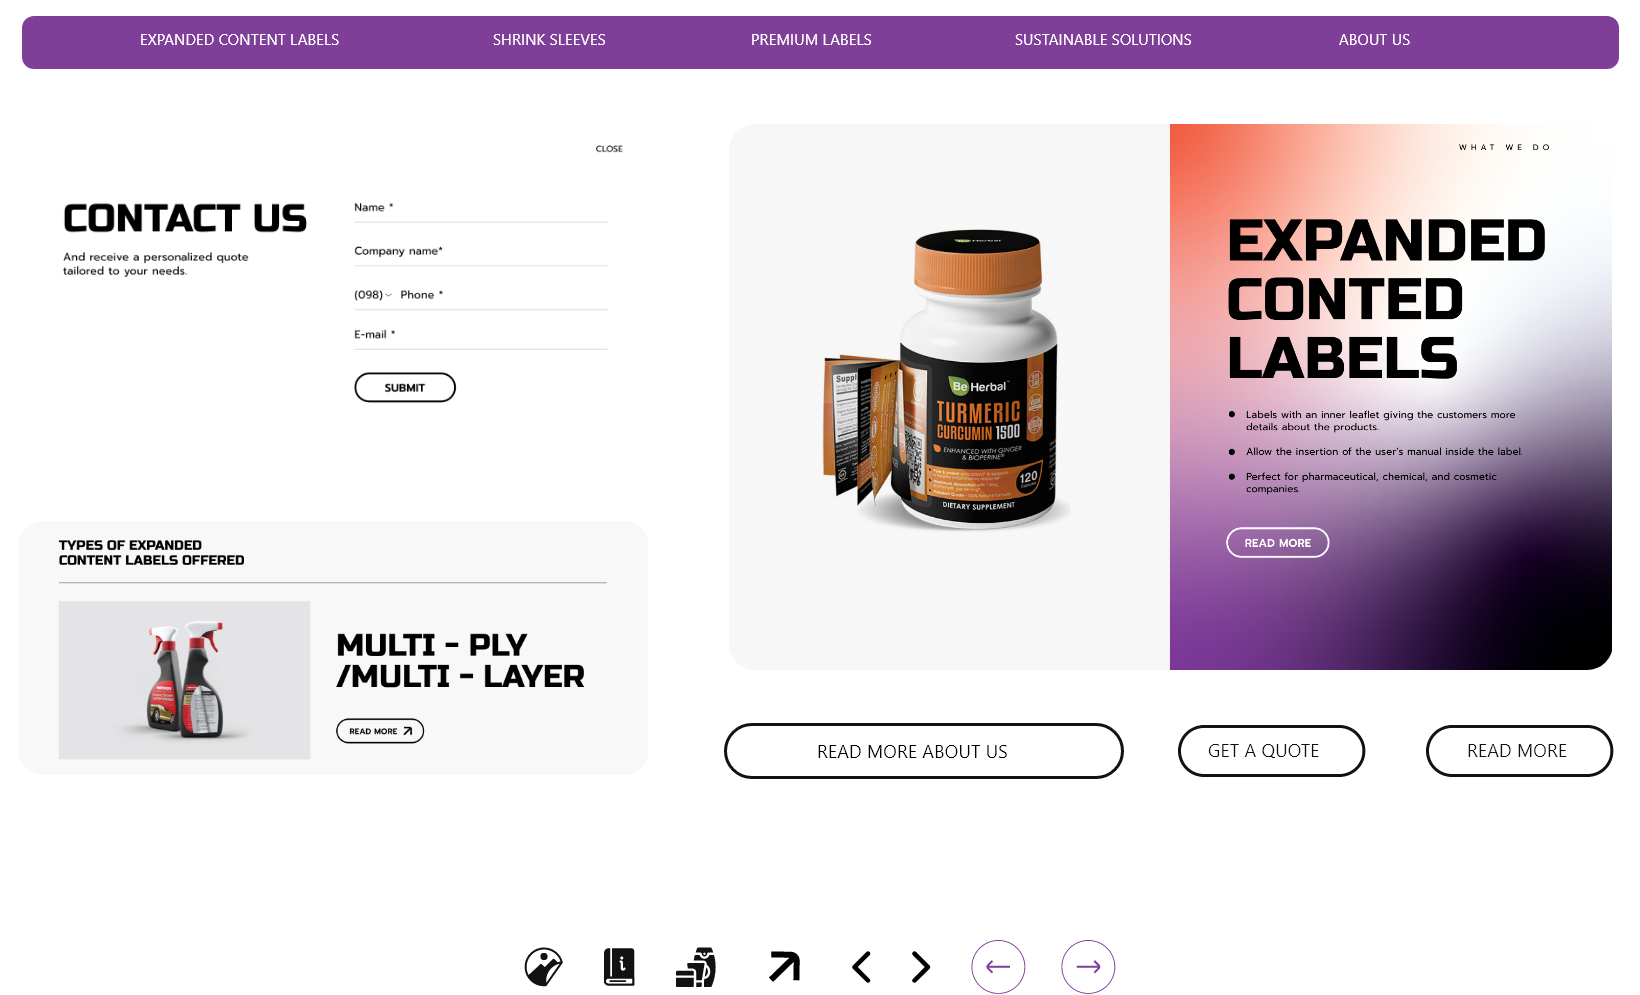 EXPANDED CONTENT LABELS
SHRINK SLEEVES
PREMIUM LABELS
SUSTAINABLE SOLUTIONS
ABOUT US
CLOSE
CONTACT US
And receive a personalized quote
tailored to your needs.
Name *
Company name*
(098) Phone *
E-mail *
SUBMIT
TYPES OF EXPANDED
CONTENT LABELS OFFERED
MULTI - PLY
/MULTI - LAYER
READ MORE
Be Herbal
Suppl
Be Herbal™
TURMERIC
CURCUMIN 1500
ENHANCED WITH GINGER
& BIOPERINE®
120
DIETARY SUPPLEMENT
WHAT WE DO
EXPANDED
CONTED
LABELS
Labels with an inner leaflet giving the customers more
details about the products.
Allow the insertion of the user's manual inside the label.
Perfect for pharmaceutical, chemical, and cosmetic
companies.
READ MORE
READ MORE ABOUT US
GET A QUOTE
READ MORE